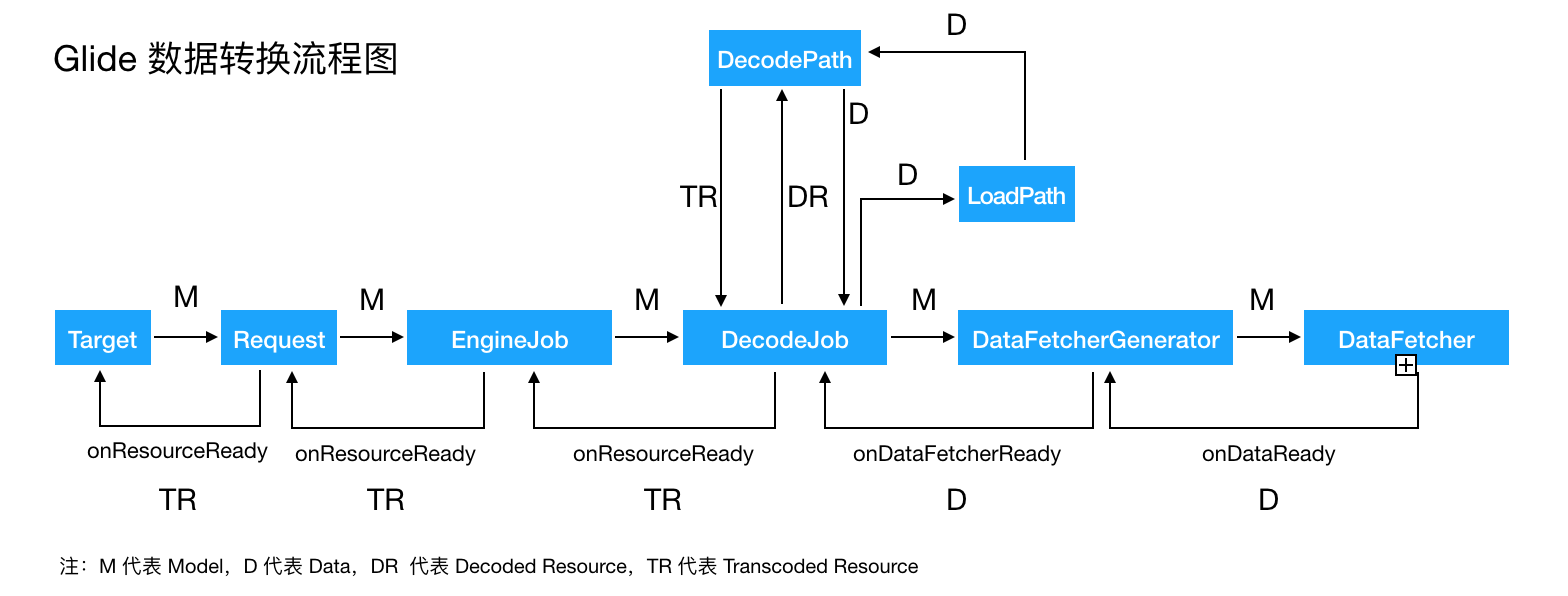 Glide 数据转换流程图
D
DecodePath
D
D
TR
DR
LoadPath
M
M
M
M
M
Target
Request
EngineJob
DecodeJob
DataFetcherGenerator
DataFetcher
onResourceReady
onResourceReady
onResourceReady
onDataFetcherReady
onDataReady
TR
TR
TR
D
D
注：M 代表 Model，D 代表 Data，DR 代表 Decoded Resource，TR 代表 Transcoded Resource